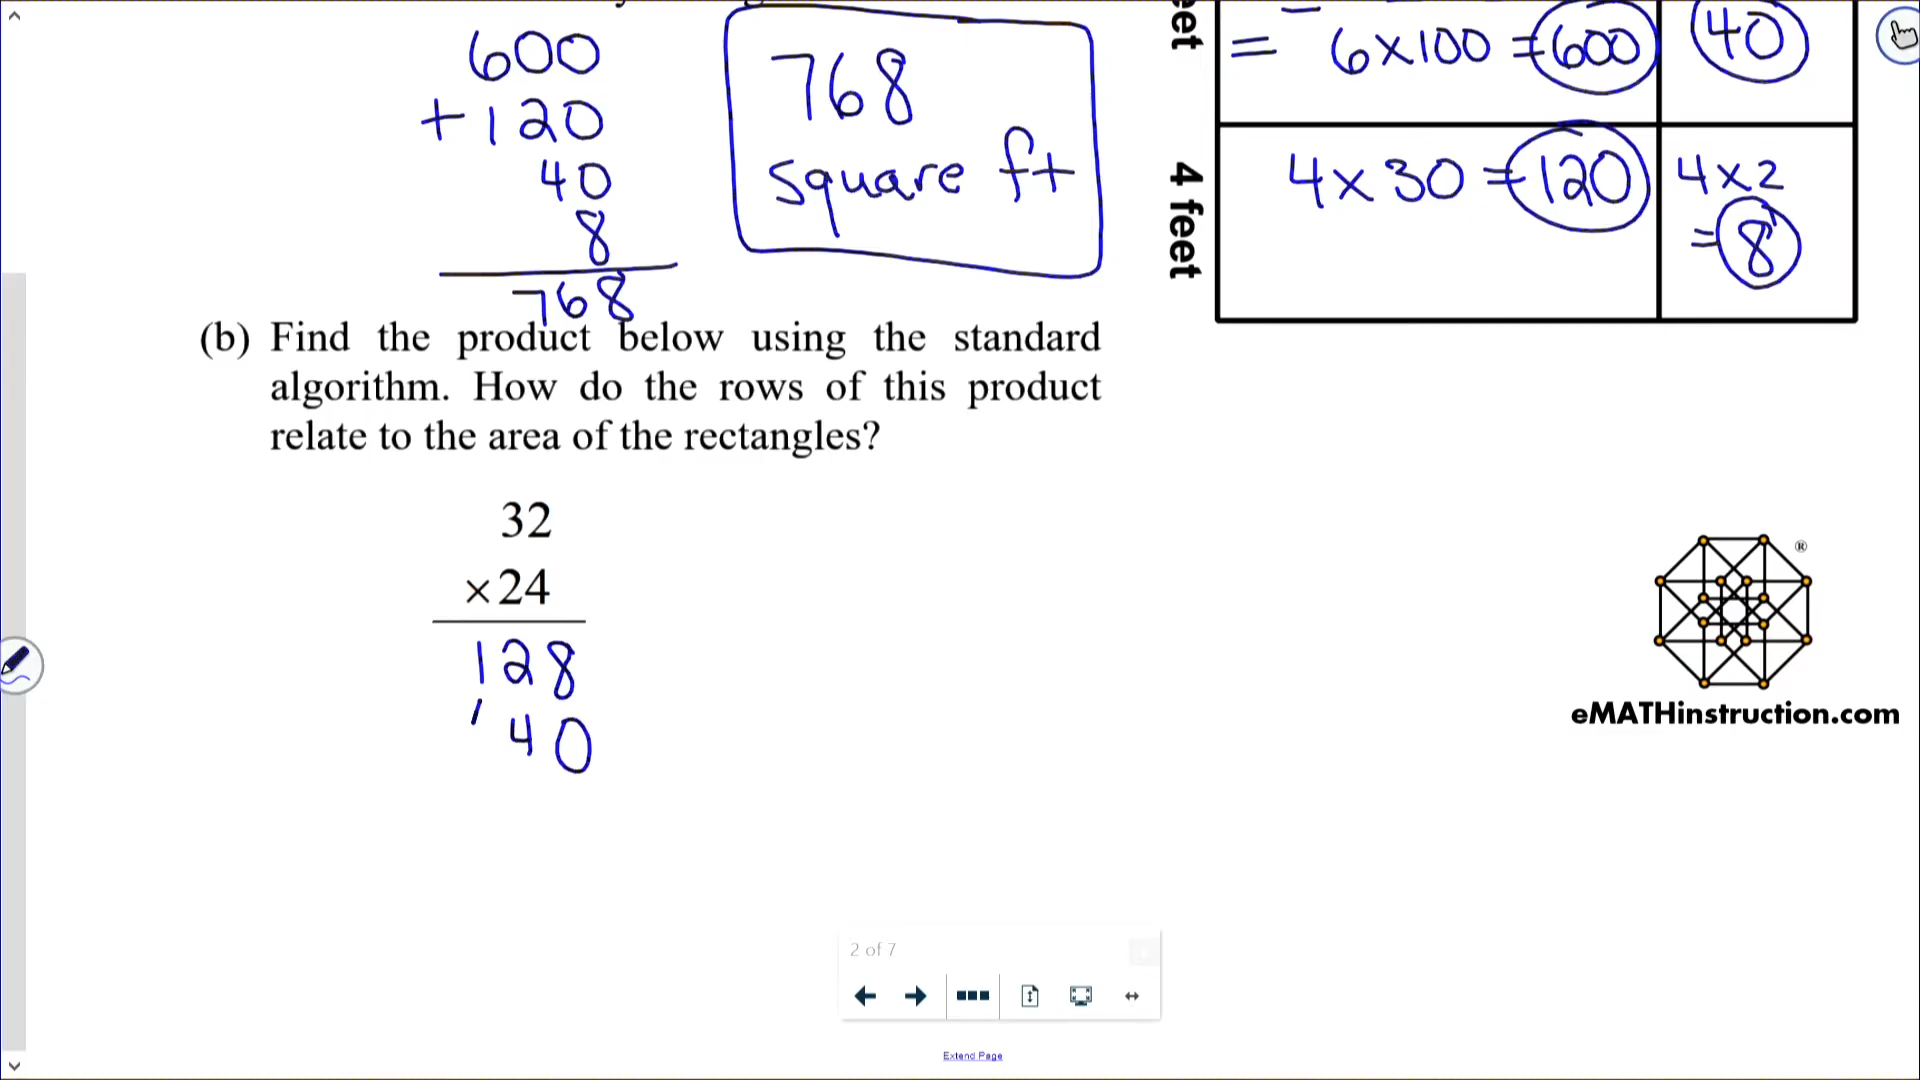 600
+ 120
40
8
768
768
square ft
eet
= 6 x 100 = 600
40
4 feet
4 x 30 = 120
4 x 2
= 8
(b) Find the product below using the standard
algorithm. How do the rows of this product
relate to the area of the rectangles?
32
×24
128
40
®
eMATHinstruction.com
2 of 7
Extend Page